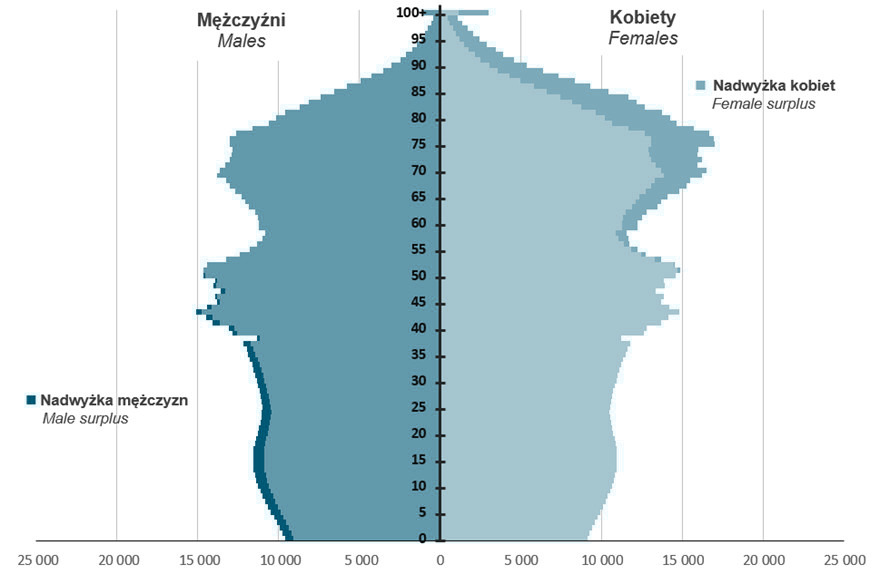 Mężczyźni
Males
Kobiety
Females
100+
95
90
85
80
75
70
65
60
55
50
45
40
35
30
25
20
15
10
5
0
Nadwyżka kobiet
Female surplus
Nadwyżka mężczyzn
Male surplus
25 000 20 000 15 000 10 000 5 000 0 5 000 10 000 15 000 20 000 25 000